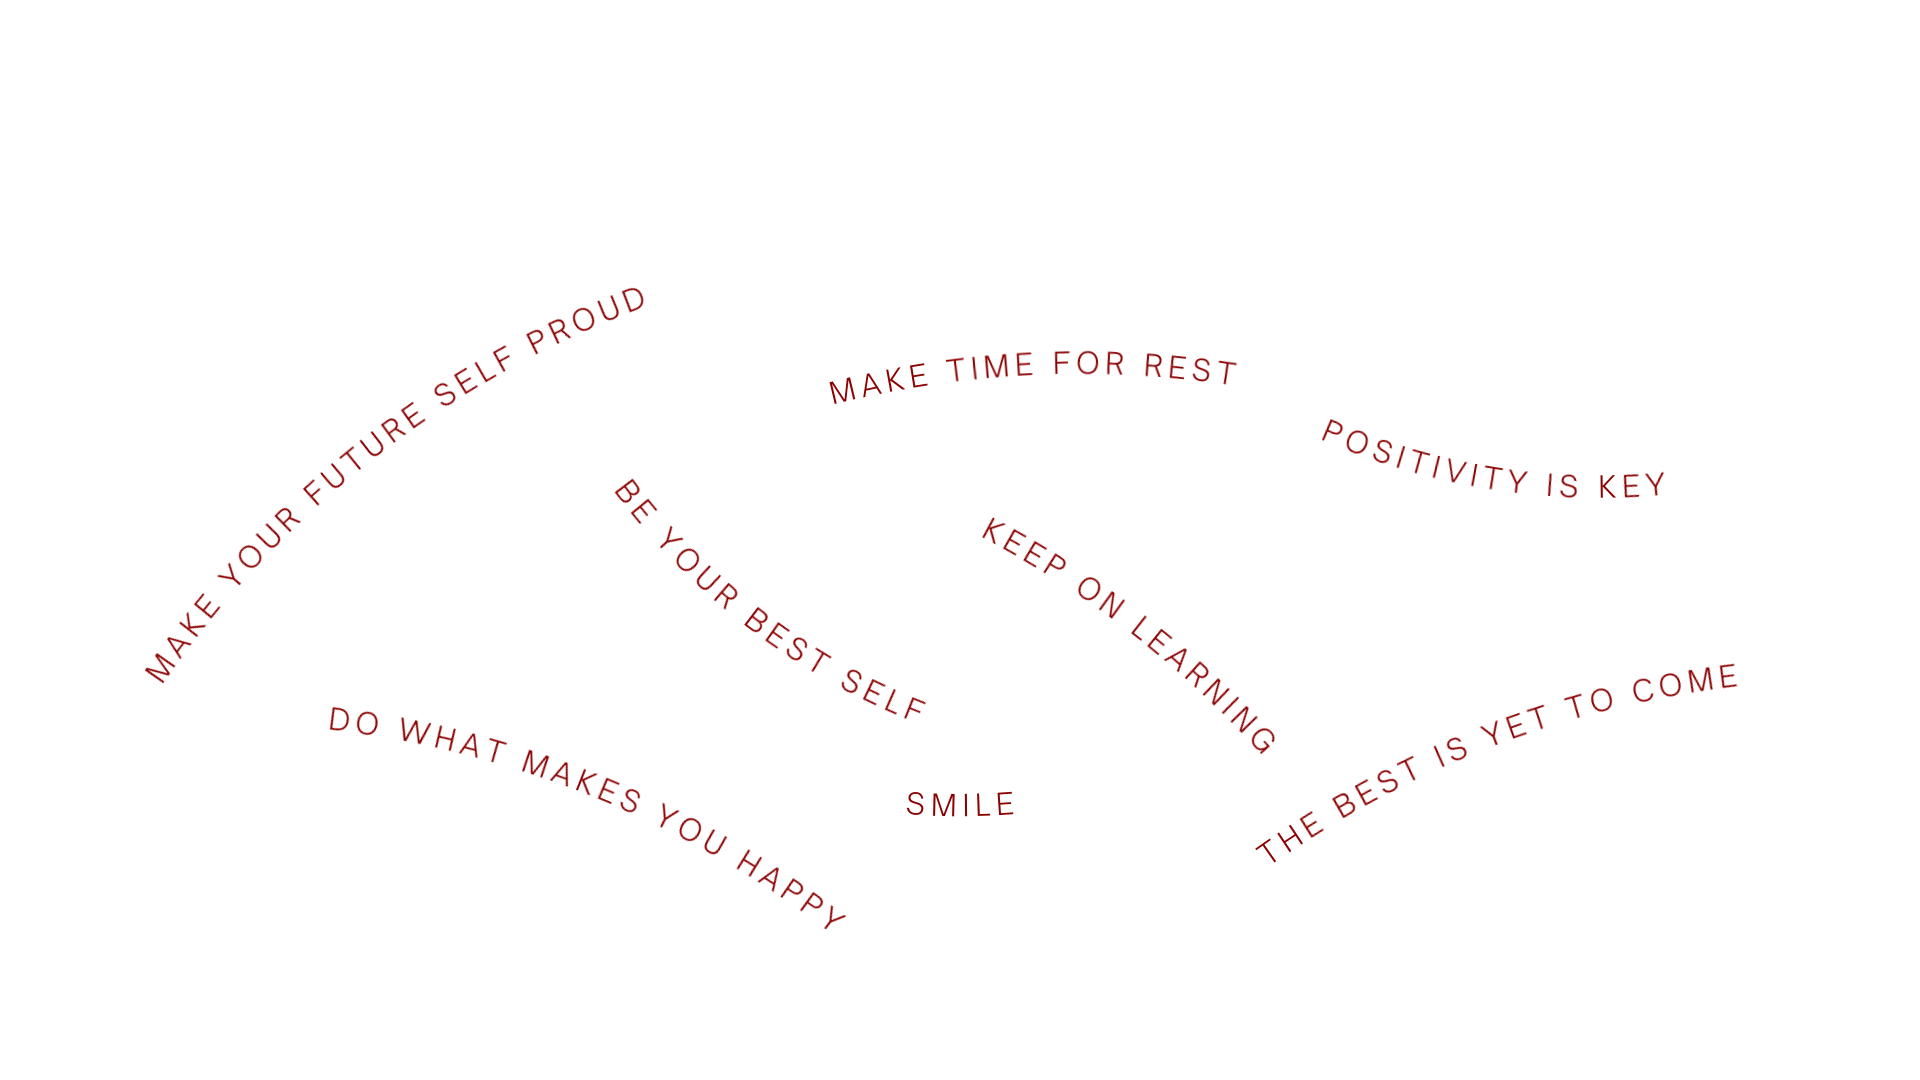 MAKE YOUR FUTURE SELF PROUD
MAKE TIME FOR REST
POSITIVITY IS KEY
BE YOUR BEST SELF
KEEP ON LEARNING
DO WHAT MAKES YOU HAPPY
SMILE
THE BEST IS YET TO COME